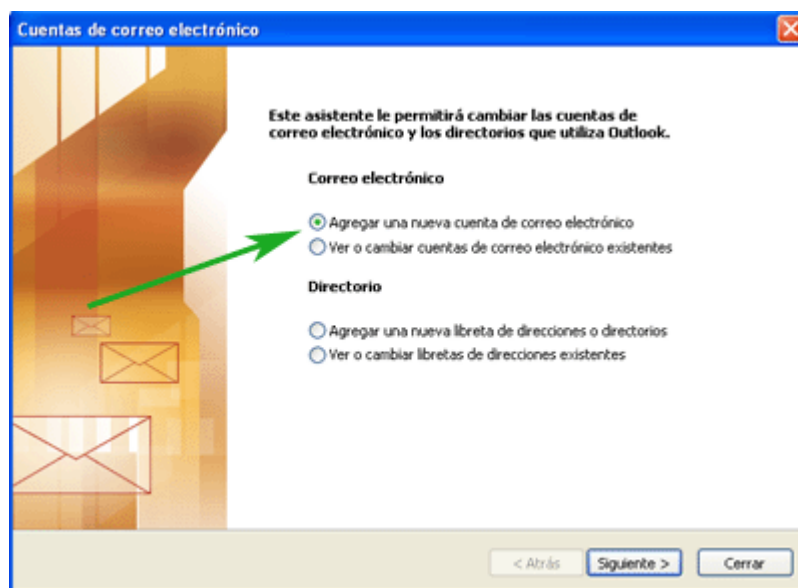 Cuentas de correo electrónico
Este asistente le permitirá cambiar las cuentas de
correo electrónico y los directorios que utiliza Outlook.
Correo electrónico
Agregar una nueva cuenta de correo electrónico
Ver o cambiar cuentas de correo electrónico existentes
Directorio
Agregar una nueva libreta de direcciones o directorios
Ver o cambiar libretas de direcciones existentes
< Atrás Siguiente > Cerrar